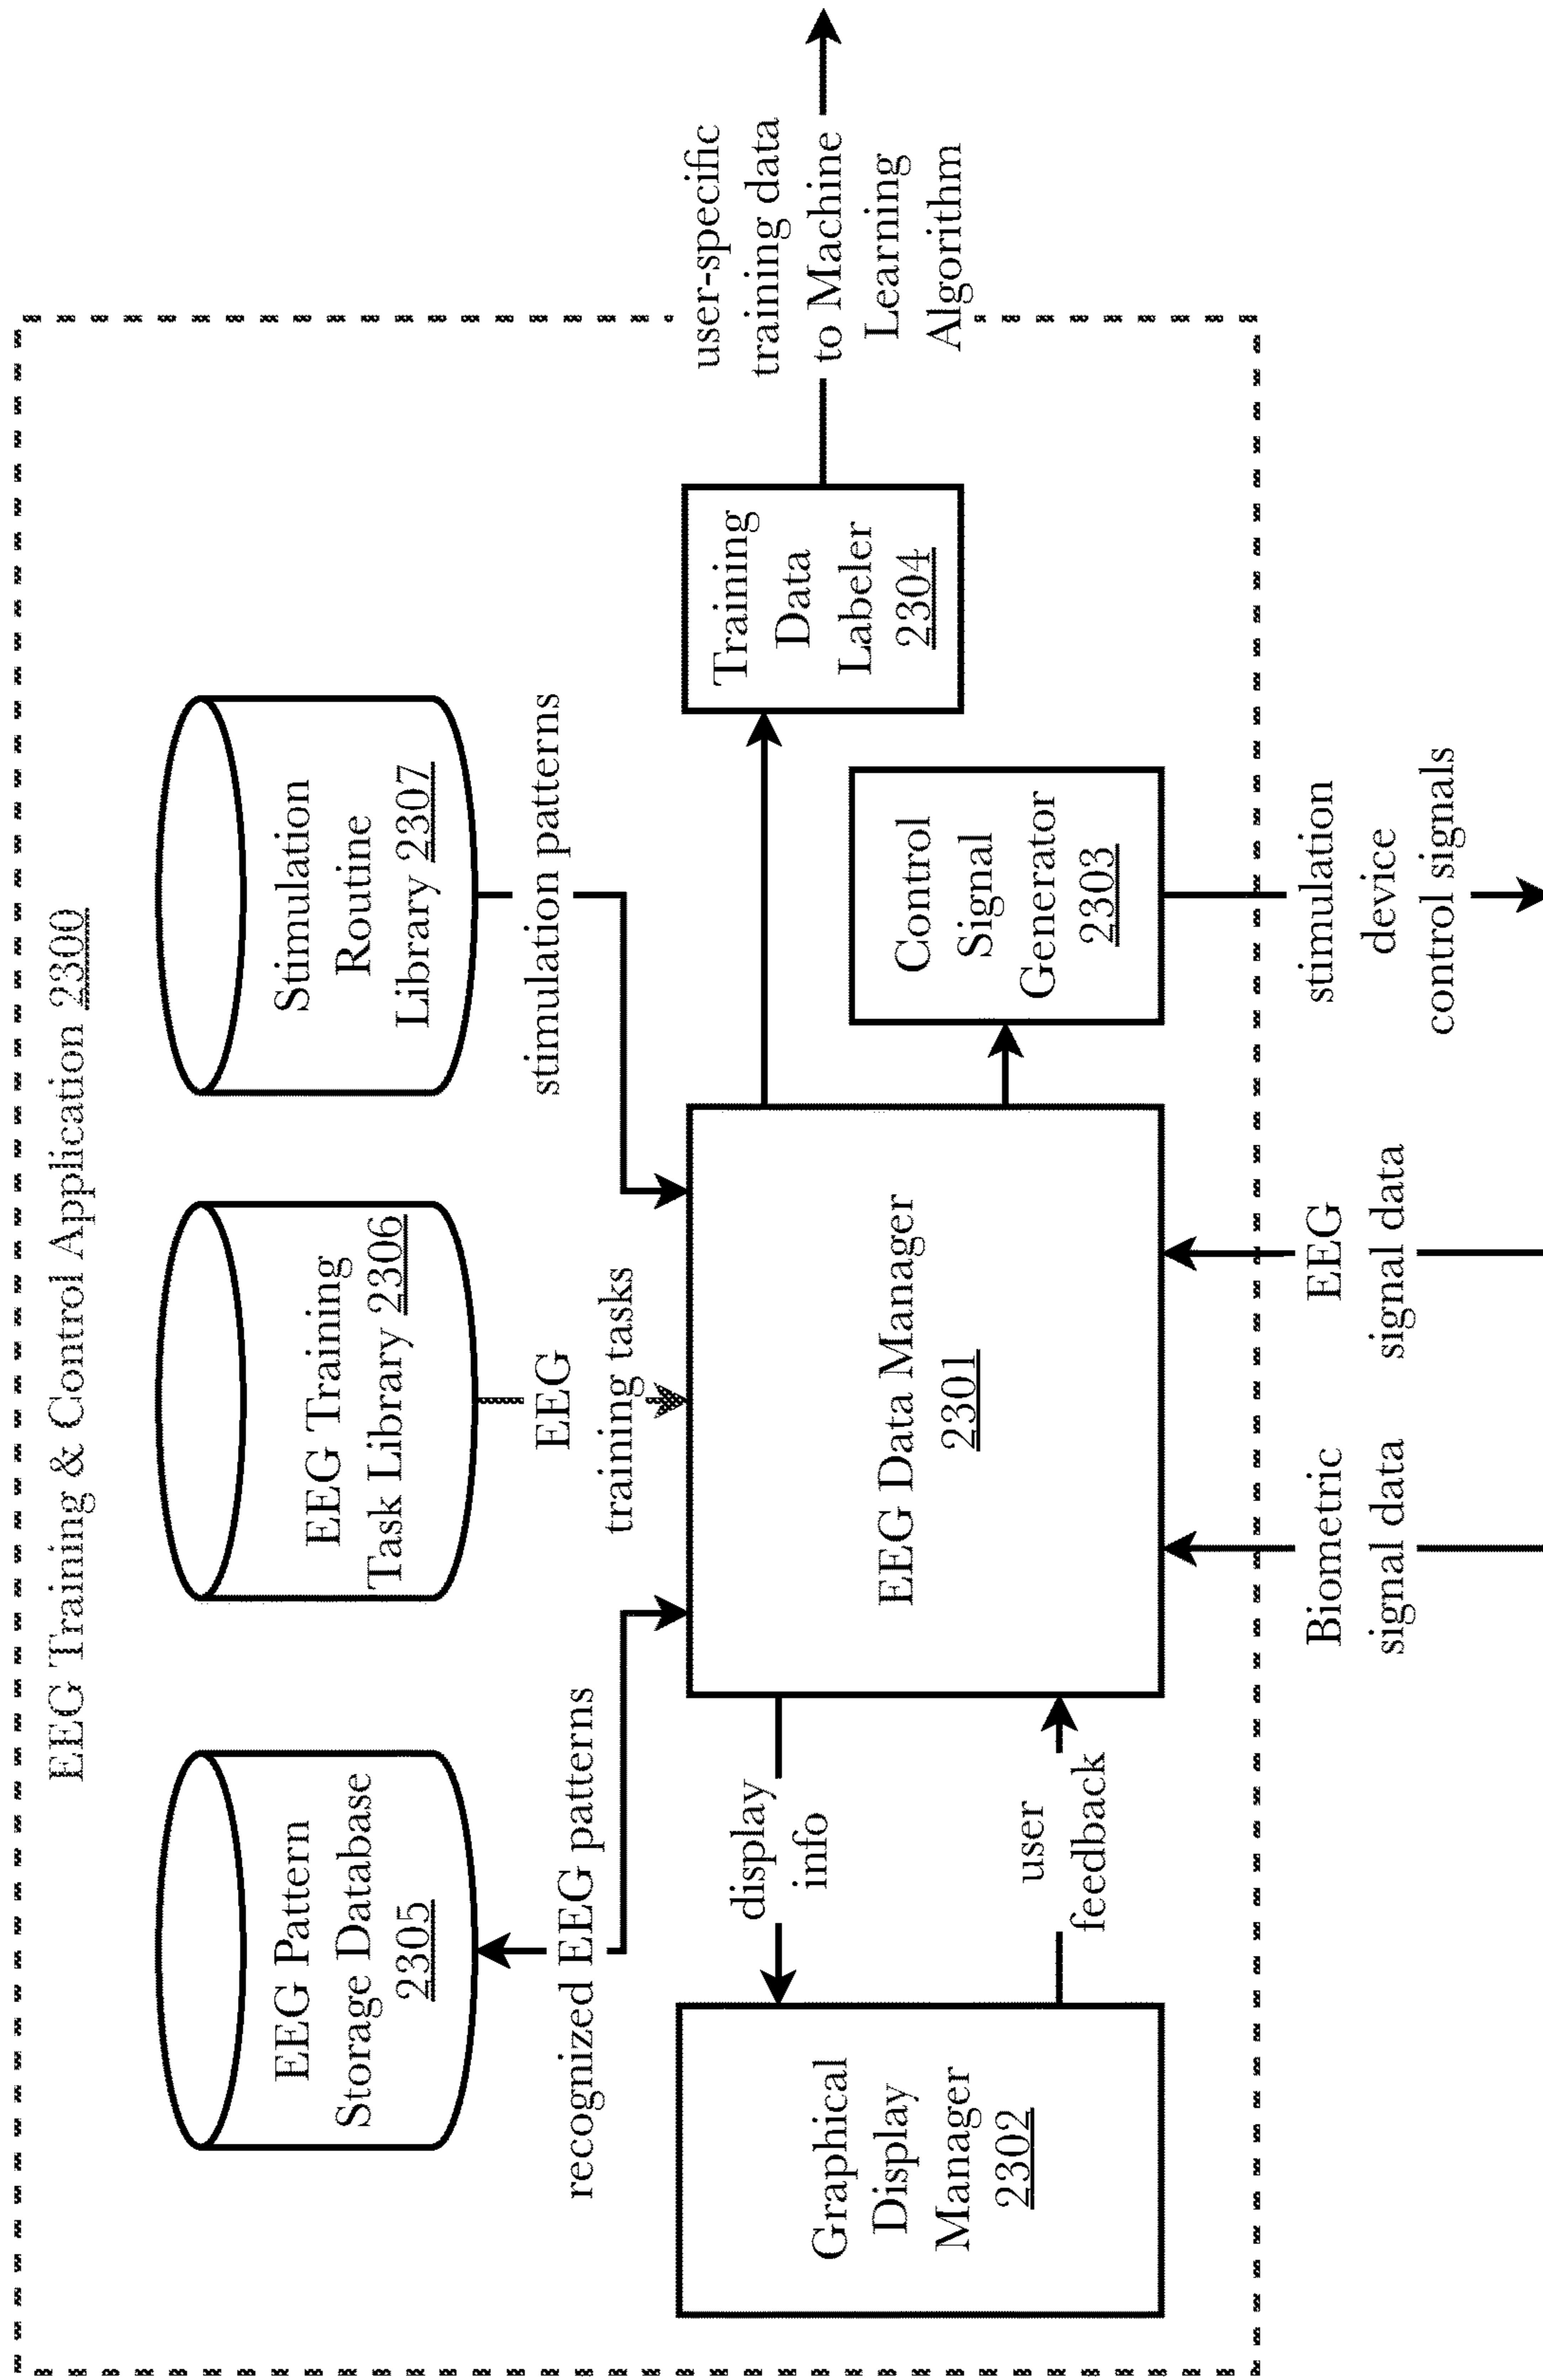 EEG Training & Control Application 2300
EEG Pattern
Storage Database
2305
EEG Training
Task Library 2306
Stimulation
Routine
Library 2307
recognized EEG patterns
EEG
training tasks
stimulation patterns
Graphical
Display
Manager
2302
display
info
user
feedback
EEG Data Manager
2301
Control
Signal
Generator
2303
Training
Data
Labeler
2304
user-specific
training data
to Machine
Learning
Algorithm
Biometric
signal data
EEG
signal data
stimulation
device
control signals